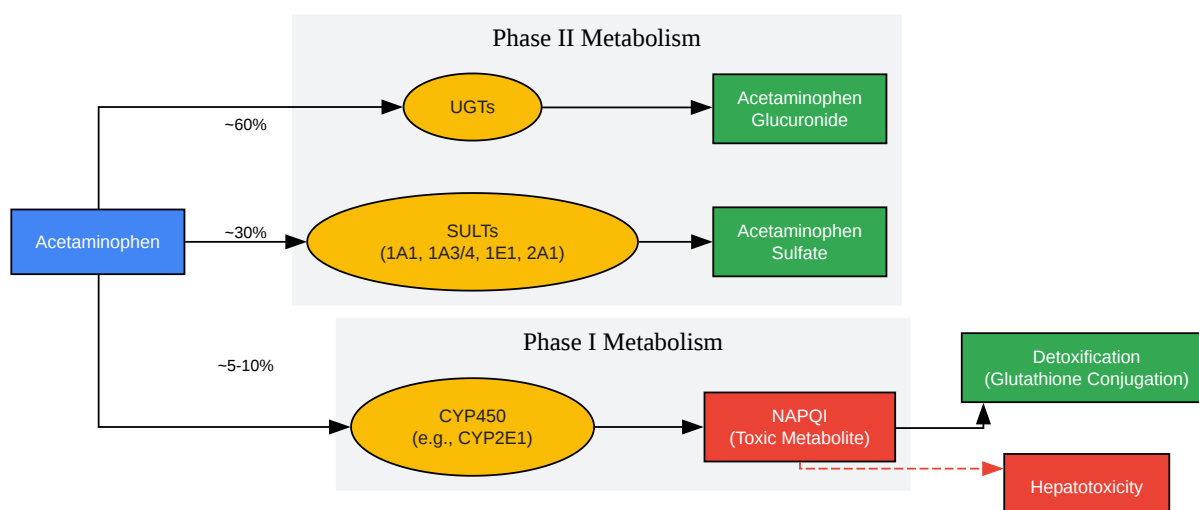 Phase II Metabolism
UGTs
Acetaminophen
Glucuronide
~60%
Acetaminophen
~30%
SULTs
(1A1, 1A3/4, 1E1, 2A1)
Acetaminophen
Sulfate
Phase I Metabolism
~5-10%
CYP450
(e.g., CYP2E1)
NAPQI
(Toxic Metabolite)
Detoxification
(Glutathione Conjugation)
Hepatotoxicity